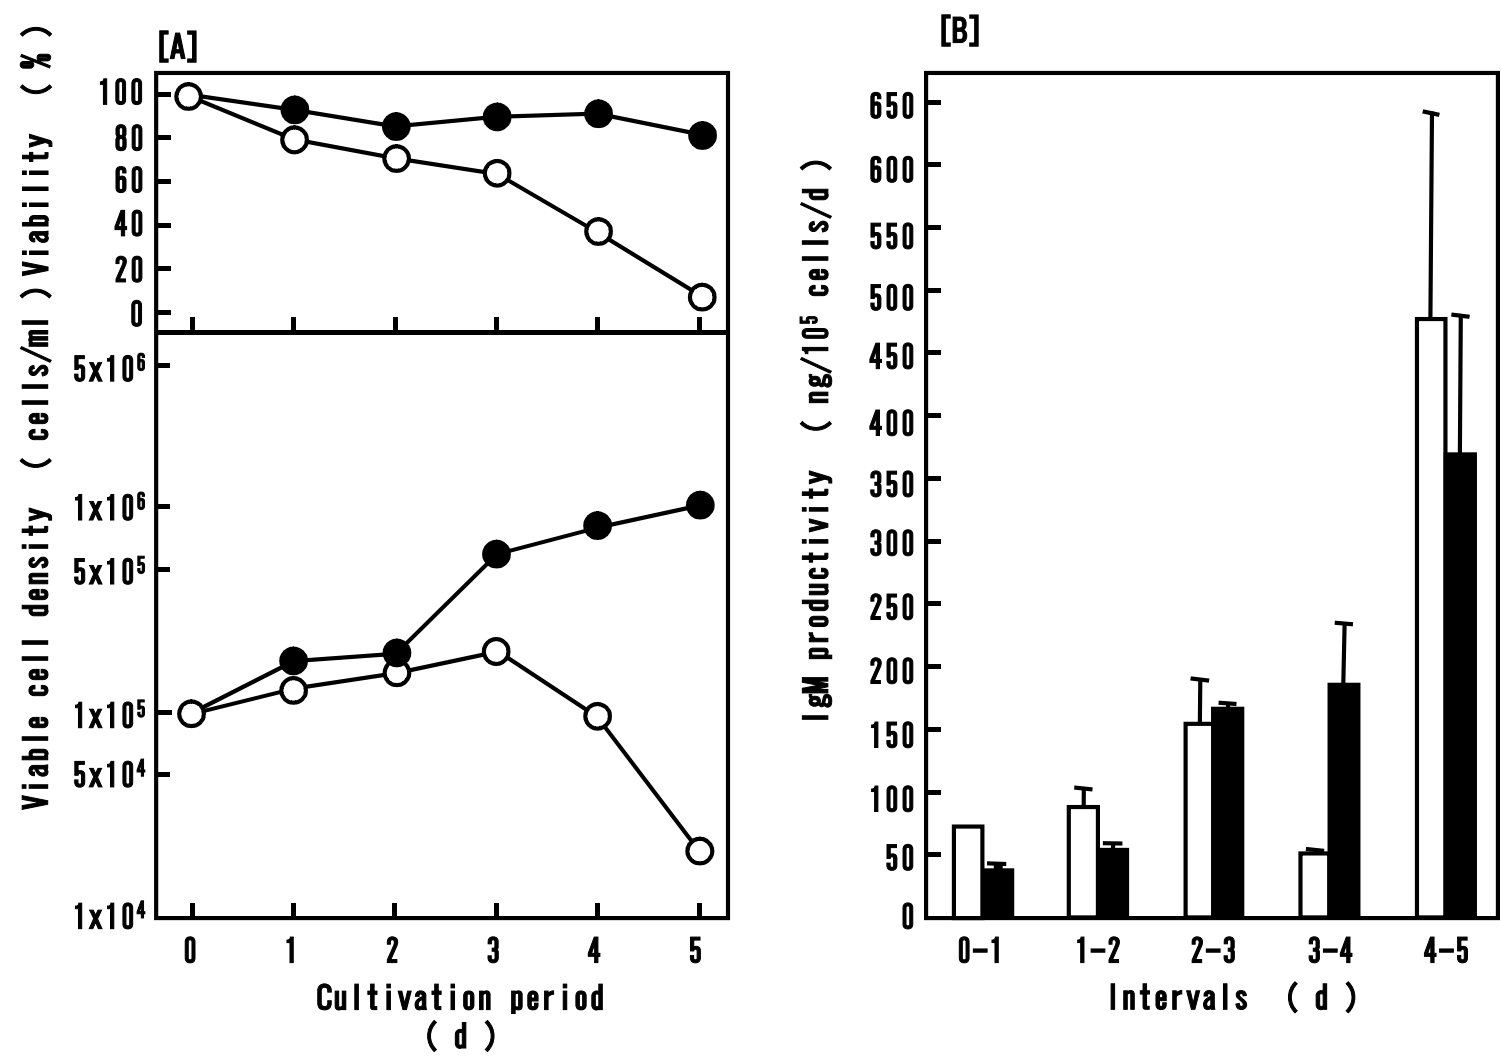 [A]
Viability (%)
100
80
60
40
20
0
Viable cell density (cells/ml)
5x10⁶
1x10⁶
5x10⁵
1x10⁵
5x10⁴
1x10⁴
0 1 2 3 4 5
Cultivation period
(d)
[B]
IgM productivity (ng/10⁵ cells/d)
650
600
550
500
450
400
350
300
250
200
150
100
50
0
0-1 1-2 2-3 3-4 4-5
Intervals (d)